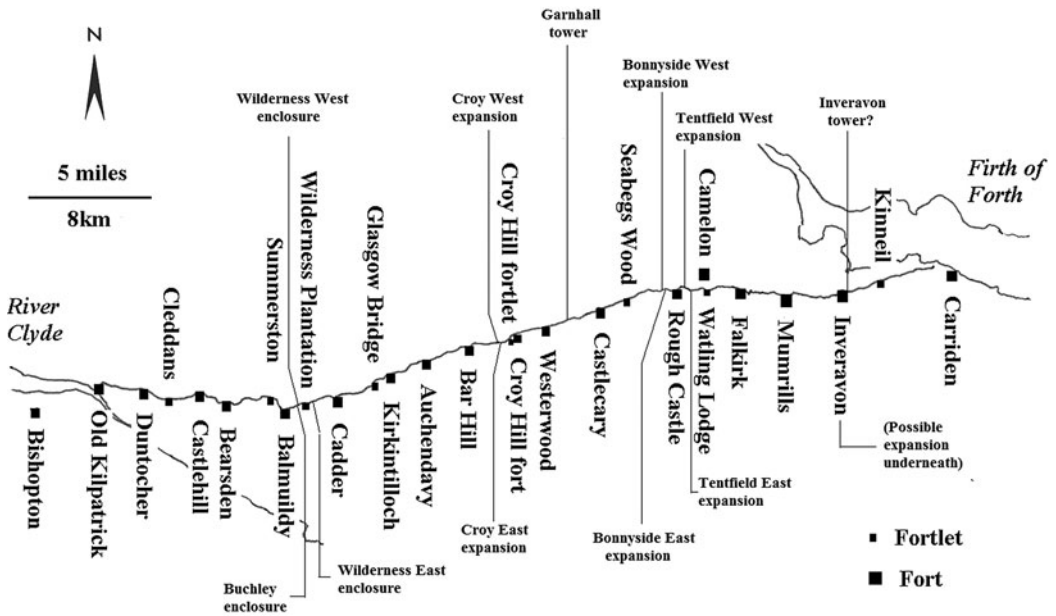 N
5 miles
8km
Garnhall
tower
Bonnyside West
expansion
Wilderness West
enclosure
Croy West
expansion
Inveravon
tower?
Tentfield West
expansion
Firth of
Forth
River
Clyde
Cleddans
Summerston
Wilderness Plantation
Glasgow Bridge
Croy Hill fortlet
Seabegs Wood
Camelon
Kinneil
Bishopton
Old Kilpatrick
Duntocher
Castlehill
Bearsden
Balmuildy
Cadder
Kirkintilloch
Auchendavy
Bar Hill
Croy Hill fort
Westerwood
Castlecary
Rough Castle
Watling Lodge
Falkirk
Mumrills
Inveravon
Carriden
(Possible
expansion
underneath)
Tentfield East
expansion
Croy East
expansion
Bonnyside East
expansion
Wilderness East
enclosure
Buchley
enclosure
Fortlet
Fort